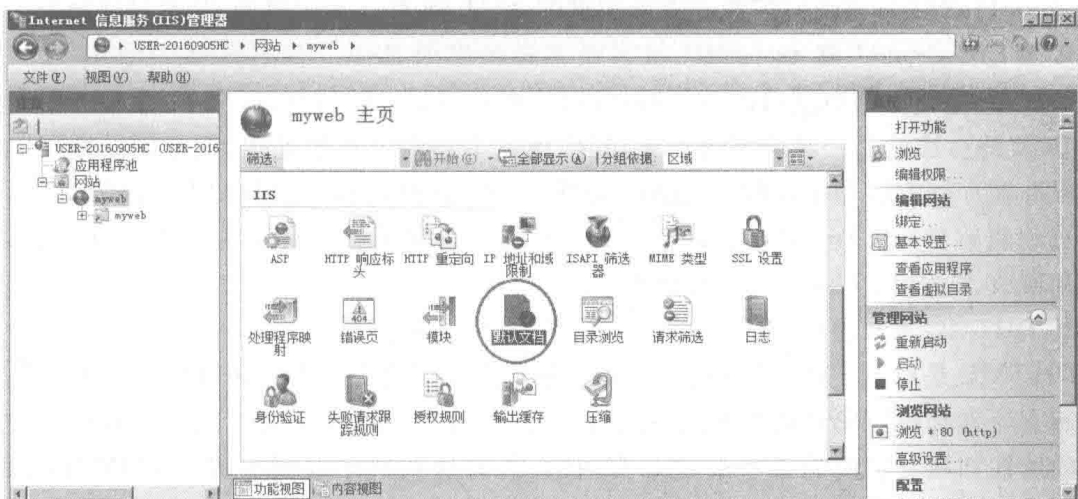 Internet 信息服务(IIS)管理器
USER-20160905HC ▸ 网站 ▸ myweb ▸
文件(F) 视图(V) 帮助(H)
USER-20160905HC (USER-2016
应用程序池
网站
myweb
myweb
myweb 主页
筛选: 开始(G) 全部显示(A) 分组依据: 区域
IIS
ASP
HTTP 响应标头
HTTP 重定向
IP 地址和域限制
ISAPI 筛选器
MIME 类型
SSL 设置
处理程序映射
错误页
404
模块
默认文档
目录浏览
请求筛选
日志
身份验证
失败请求跟踪规则
授权规则
输出缓存
压缩
功能视图 内容视图
打开功能
浏览
编辑权限...
编辑网站
绑定...
基本设置...
查看应用程序
查看虚拟目录
管理网站
重新启动
启动
停止
浏览网站
浏览 *:80 (http)
高级设置...
配置